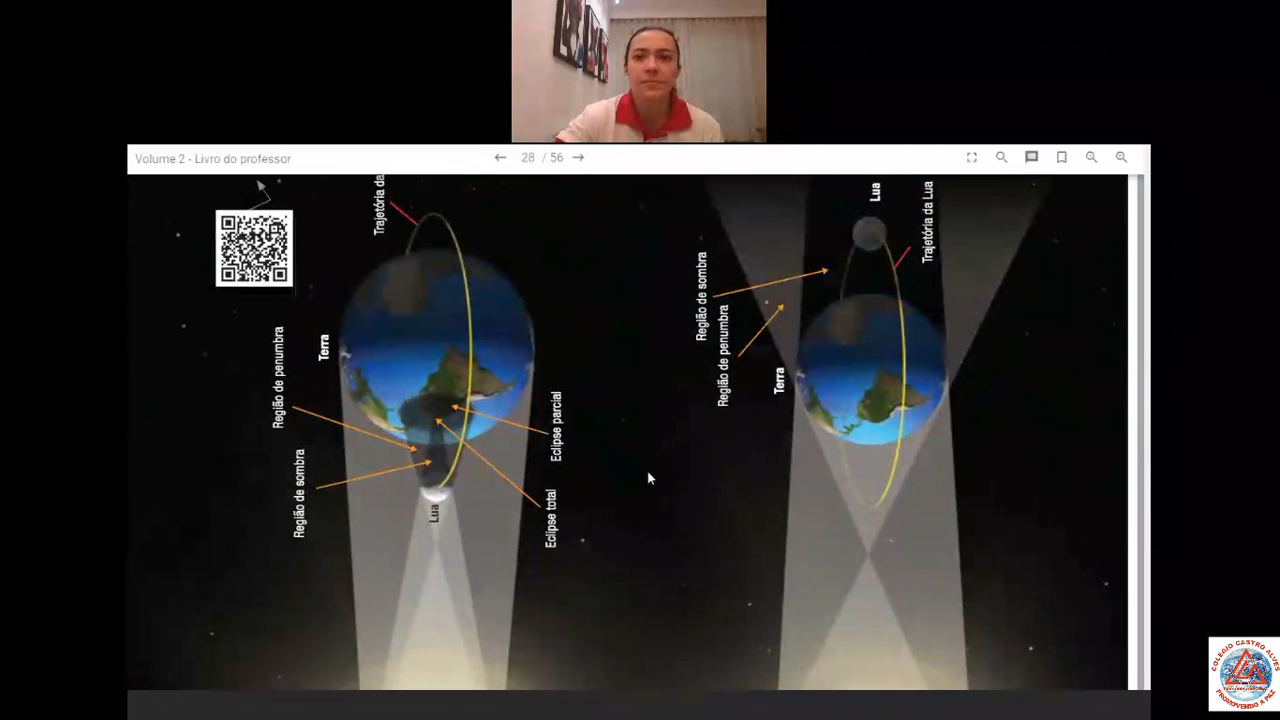 Volume 2 - Livro do professor
28 / 56
Trajetória da
Terra
Região de penumbra
Região de sombra
Lua
Eclipse parcial
Eclipse total
Lua
Trajetória da Lua
Região de sombra
Região de penumbra
Terra
COLÉGIO CASTRO ALVES
PROMOVENDO A PAZ